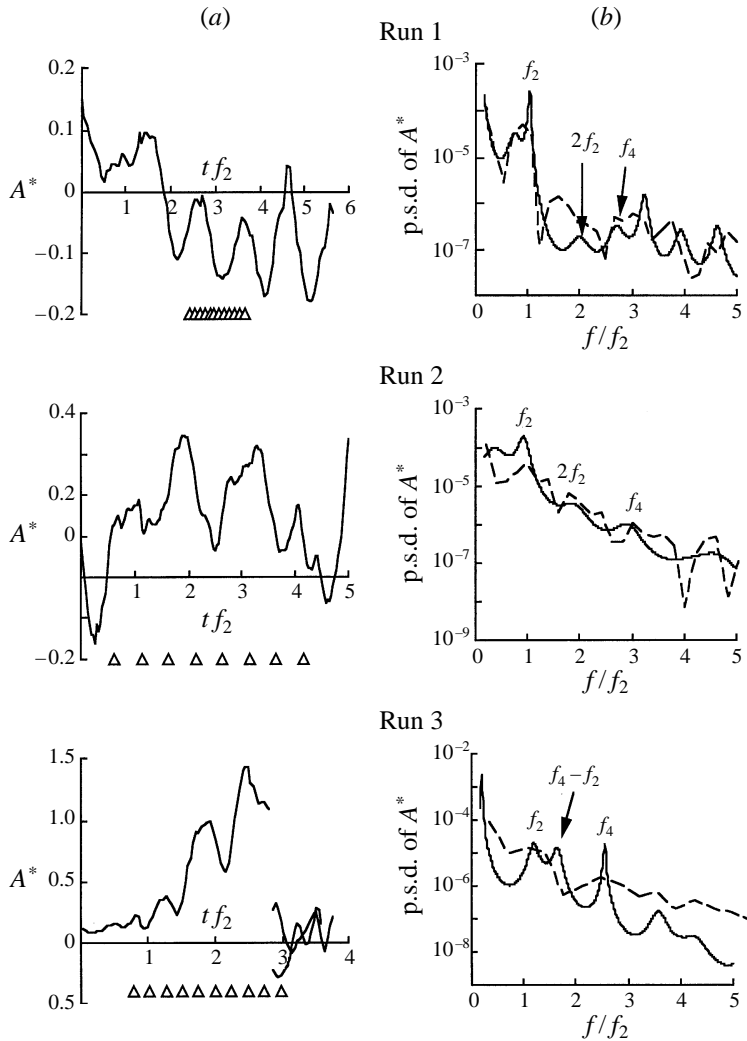 (a) (b)
Run 1
0.2
0.1
A* 0
−0.1
−0.2
1 2 3 4 5 6
tf2
10−3
10−5
10−7
p.s.d. of A*
f2
2f2
f4
0 1 2 3 4 5
f/f2
Run 2
0.4
0.2
A* 0
−0.2
1 2 3 4 5
tf2
10−3
10−5
10−7
10−9
p.s.d. of A*
f2
2f2
f4
0 1 2 3 4 5
f/f2
Run 3
1.5
1.0
A* 0.5
0
0.5
1 2 3 4
tf2
10−2
10−4
10−6
10−8
p.s.d. of A*
f2
f4−f2
f4
0 1 2 3 4 5
f/f2